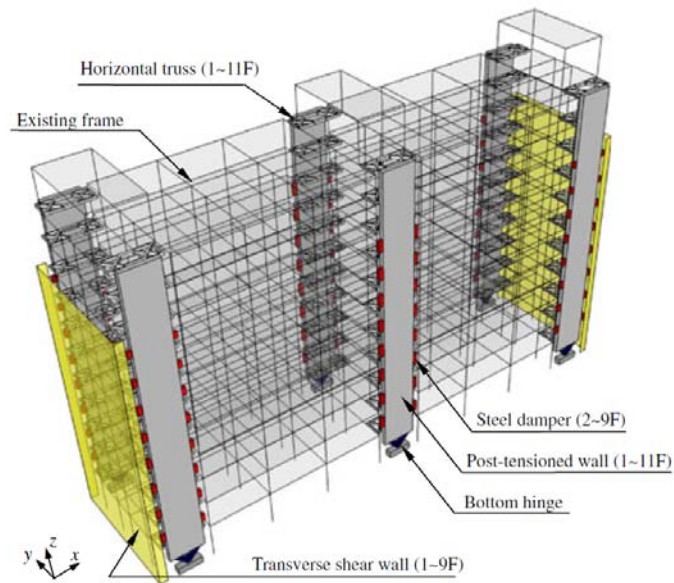 Horizontal truss (1~11F)
Existing frame
Steel damper (2~9F)
Post-tensioned wall (1~11F)
Bottom hinge
Transverse shear wall (1~9F)
y z x